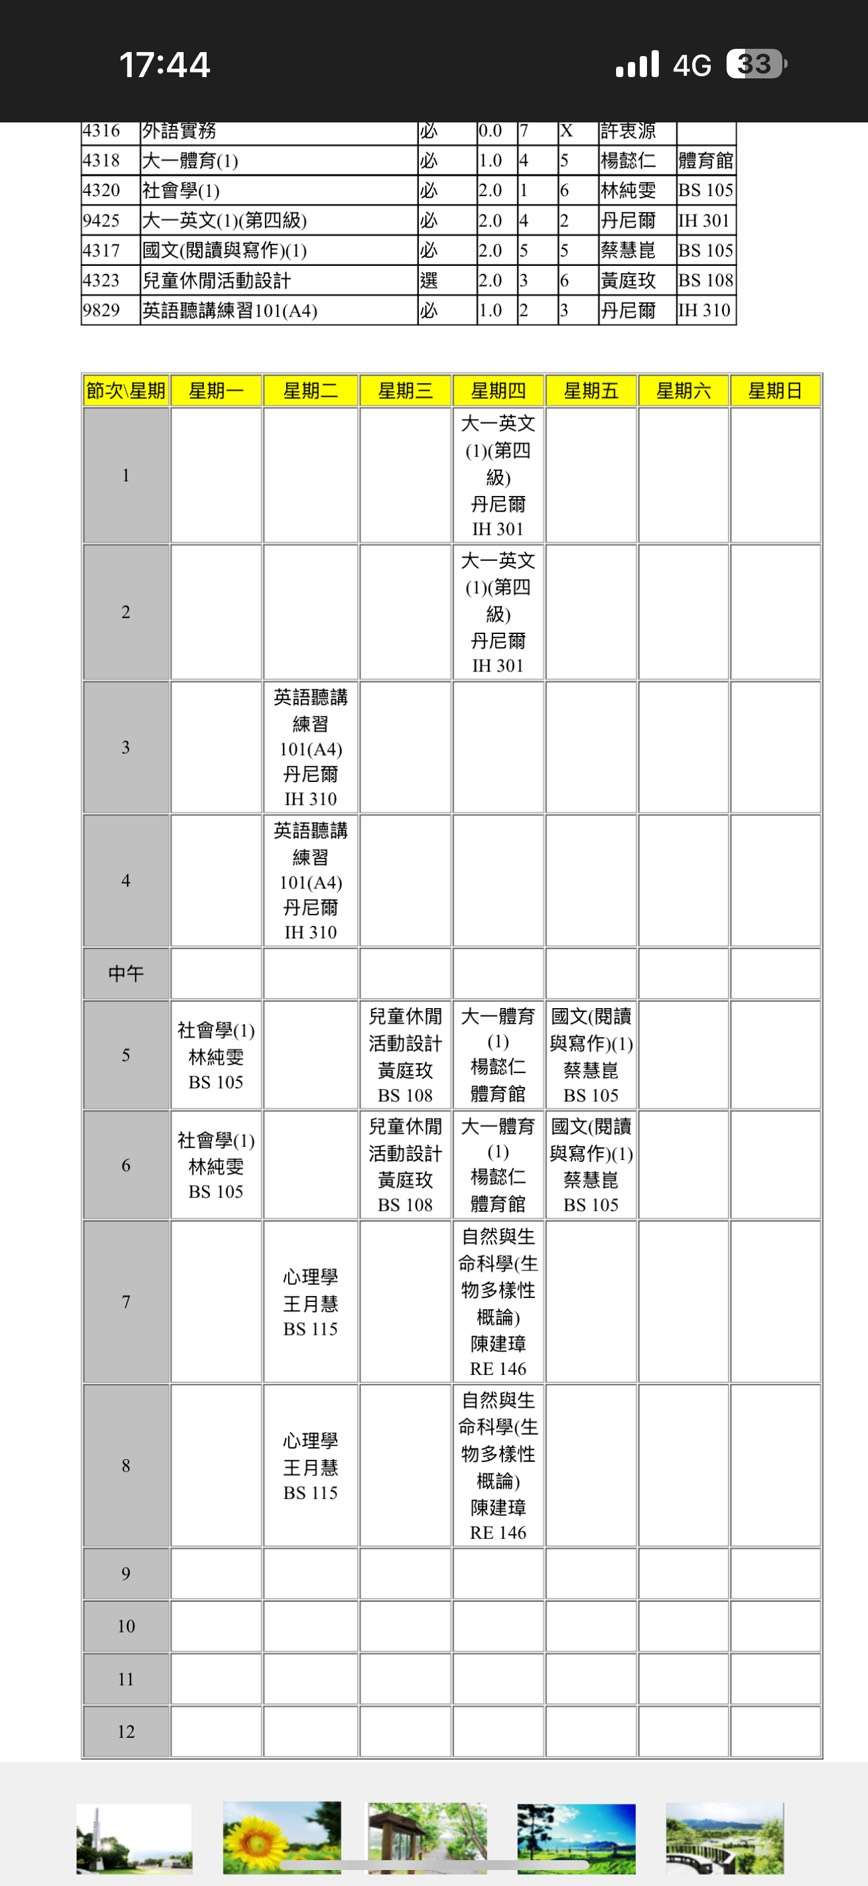 17:44 4G 33
4316 外語實務 必 0.0 7 X 許衷源
4318 大一體育(1) 必 1.0 4 5 楊懿仁 體育館
4320 社會學(1) 必 2.0 1 6 林純雯 BS 105
9425 大一英文(1)(第四級) 必 2.0 4 2 丹尼爾 IH 301
4317 國文(閱讀與寫作)(1) 必 2.0 5 5 蔡慧崑 BS 105
4323 兒童休閒活動設計 選 2.0 3 6 黃庭玫 BS 108
9829 英語聽講練習101(A4) 必 1.0 2 3 丹尼爾 IH 310
節次\星期 星期一 星期二 星期三 星期四 星期五 星期六 星期日
1
大一英文
(1)(第四
級)
丹尼爾
IH 301
2
大一英文
(1)(第四
級)
丹尼爾
IH 301
3
英語聽講
練習
101(A4)
丹尼爾
IH 310
4
英語聽講
練習
101(A4)
丹尼爾
IH 310
中午
5
社會學(1)
林純雯
BS 105
兒童休閒
活動設計
黃庭玫
BS 108
大一體育
(1)
楊懿仁
體育館
國文(閱讀
與寫作)(1)
蔡慧崑
BS 105
6
社會學(1)
林純雯
BS 105
兒童休閒
活動設計
黃庭玫
BS 108
大一體育
(1)
楊懿仁
體育館
國文(閱讀
與寫作)(1)
蔡慧崑
BS 105
7
心理學
王月慧
BS 115
自然與生
命科學(生
物多樣性
概論)
陳建璋
RE 146
8
心理學
王月慧
BS 115
自然與生
命科學(生
物多樣性
概論)
陳建璋
RE 146
9
10
11
12